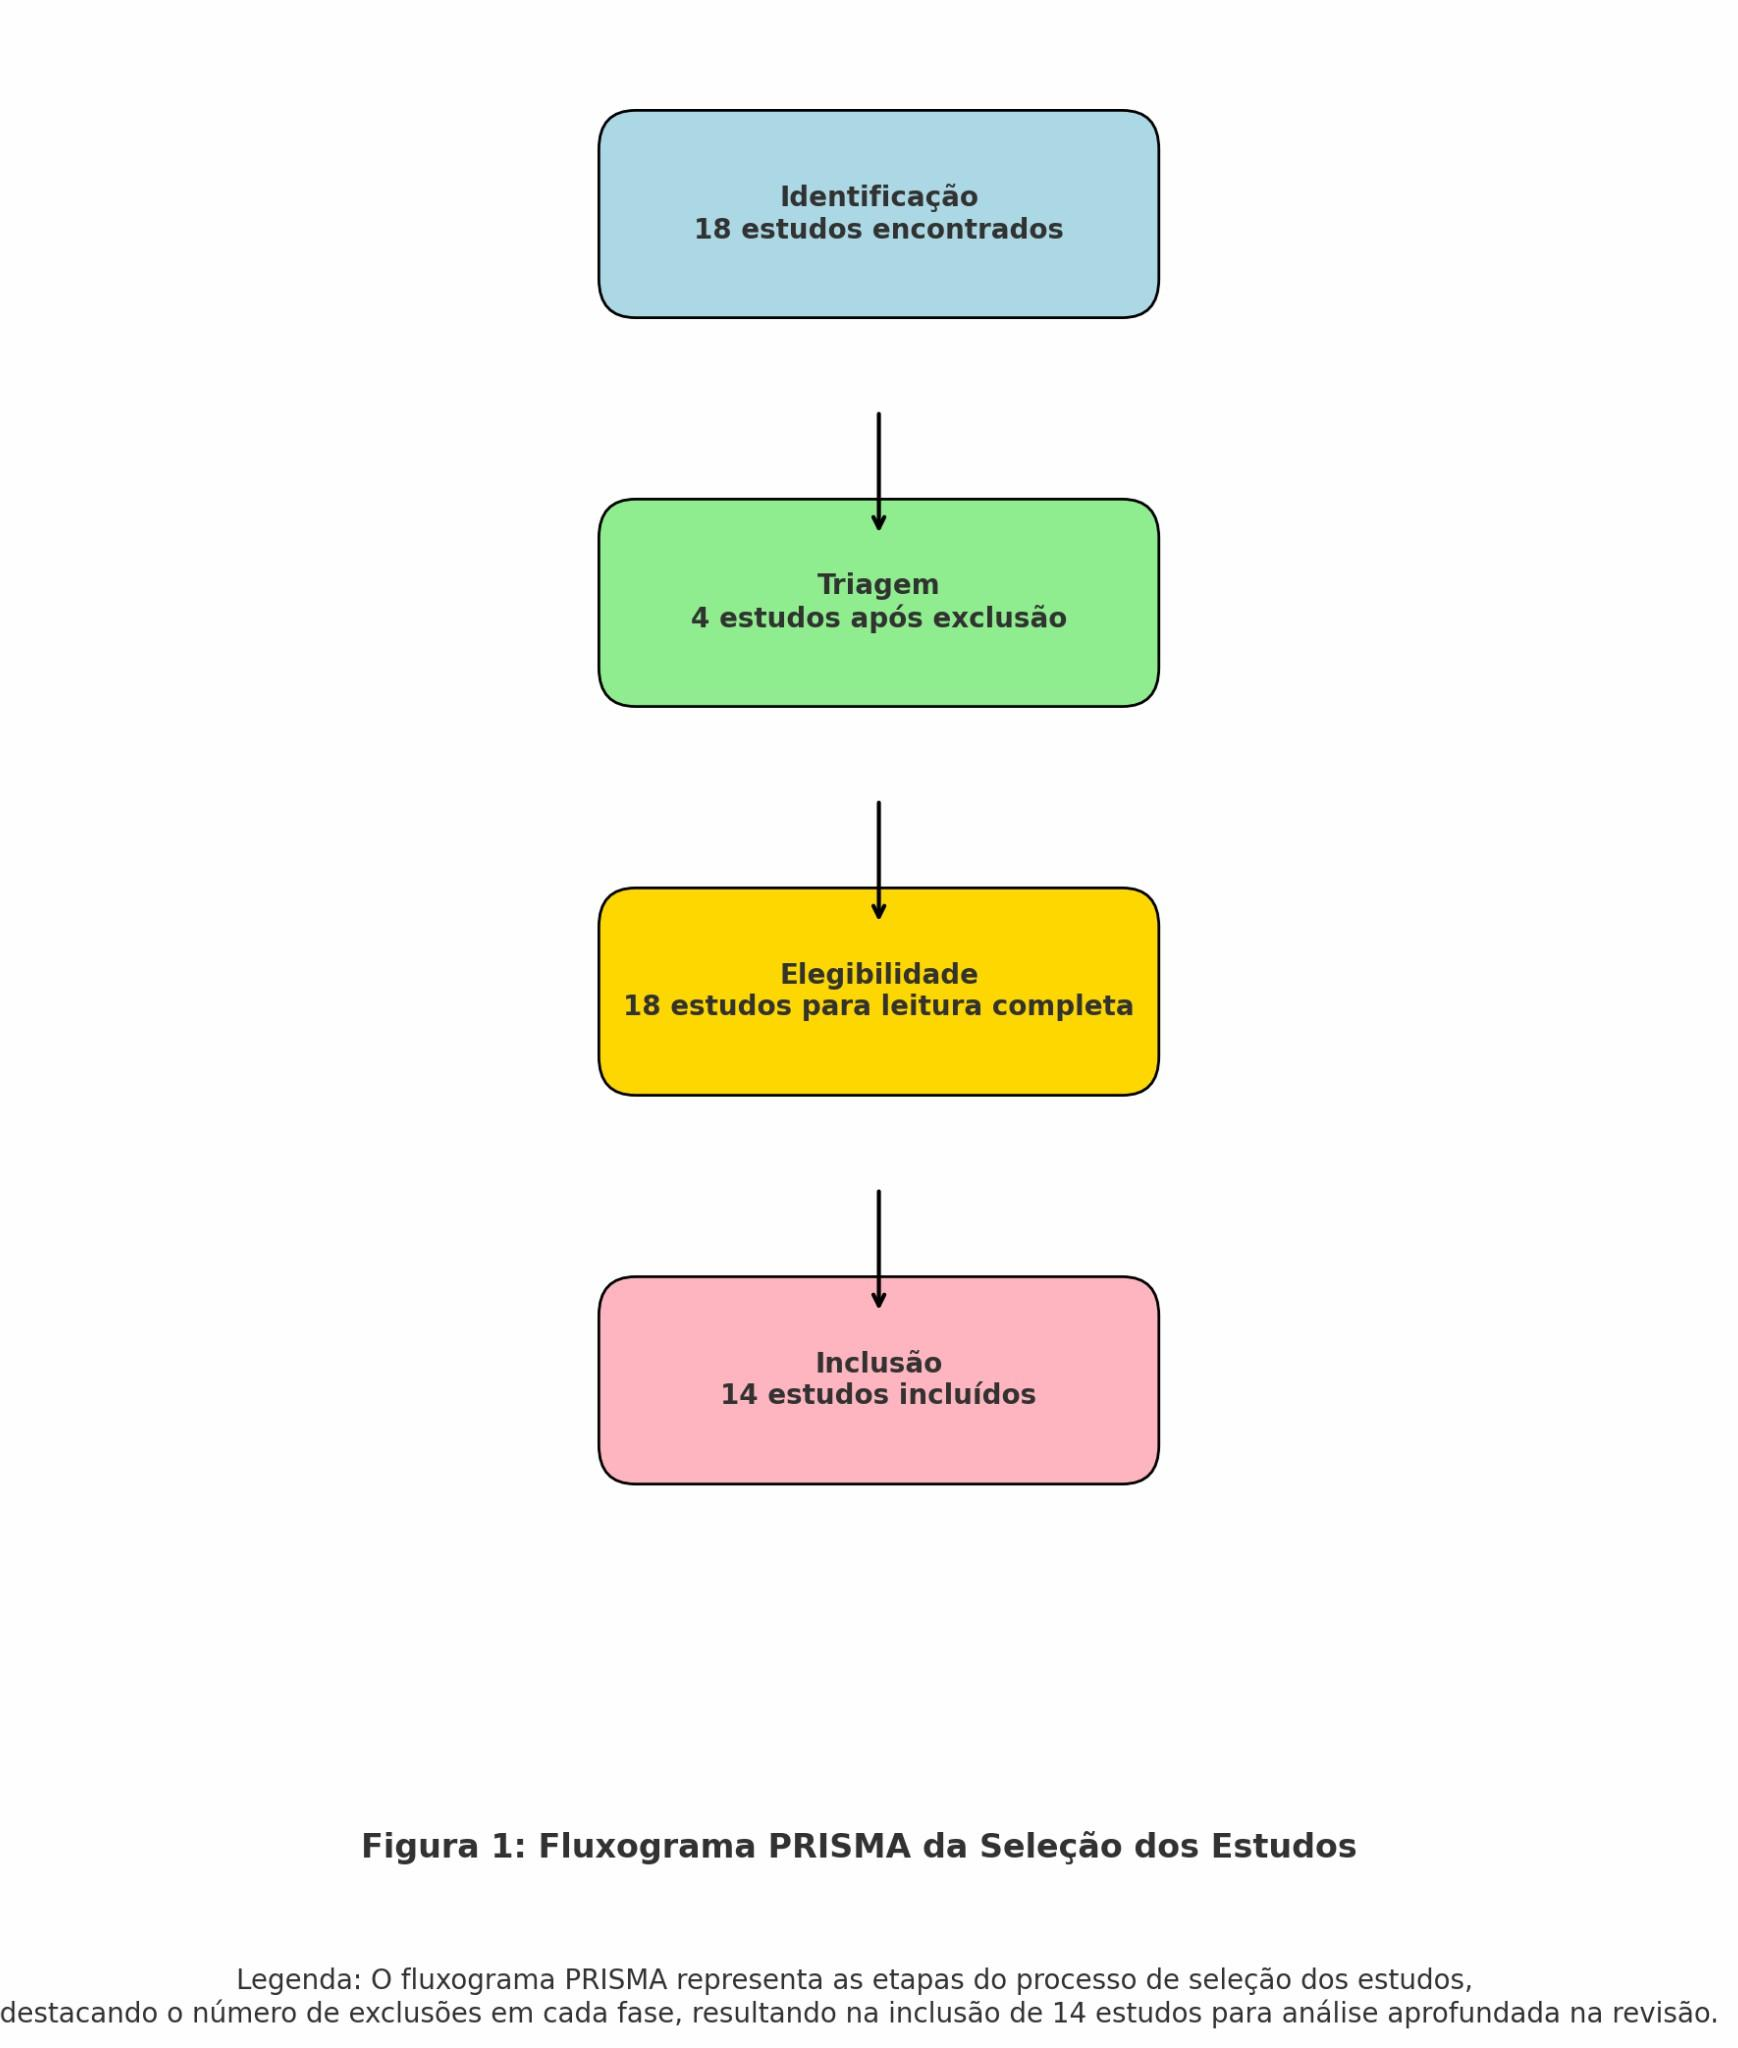 Identificação
18 estudos encontrados
Triagem
4 estudos após exclusão
Elegibilidade
18 estudos para leitura completa
Inclusão
14 estudos incluídos
Figura 1: Fluxograma PRISMA da Seleção dos Estudos
Legenda: O fluxograma PRISMA representa as etapas do processo de seleção dos estudos,
destacando o número de exclusões em cada fase, resultando na inclusão de 14 estudos para análise aprofundada na revisão.